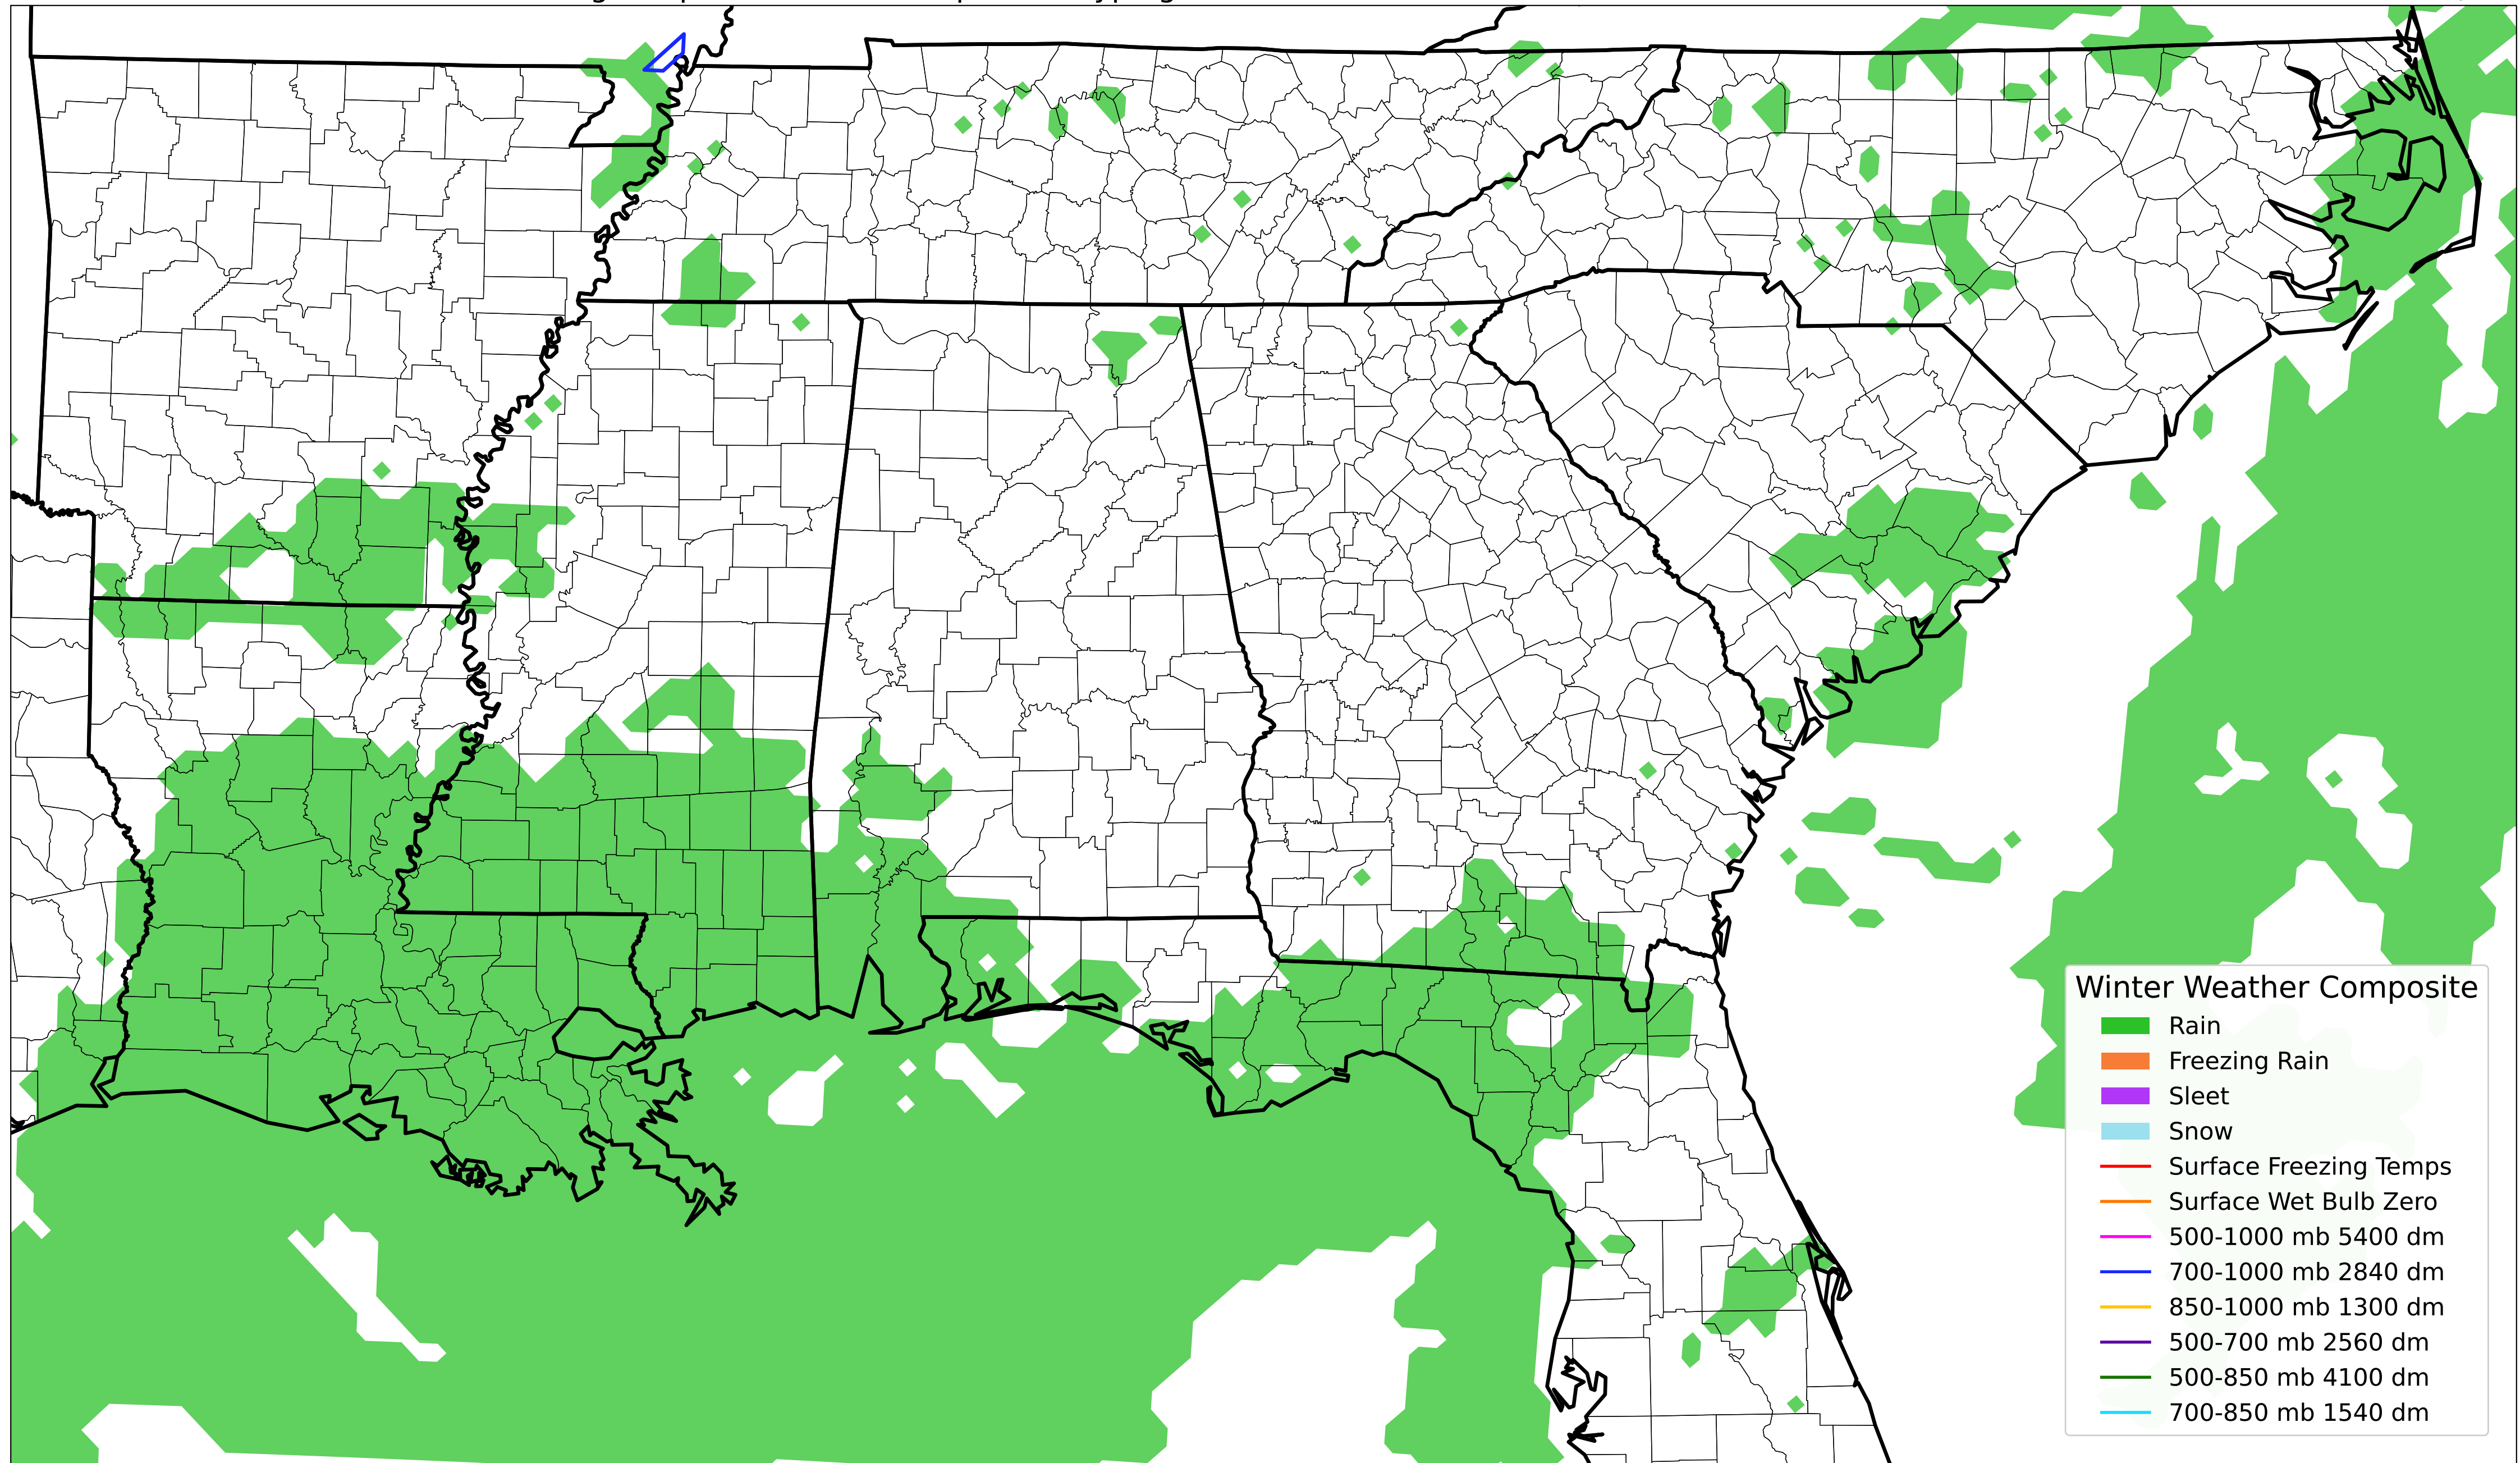 Winter Weather Composite
Rain
Freezing Rain
Sleet
Snow
Surface Freezing Temps
Surface Wet Bulb Zero
500-1000 mb 5400 dm
700-1000 mb 2840 dm
850-1000 mb 1300 dm
500-700 mb 2560 dm
500-850 mb 4100 dm
700-850 mb 1540 dm